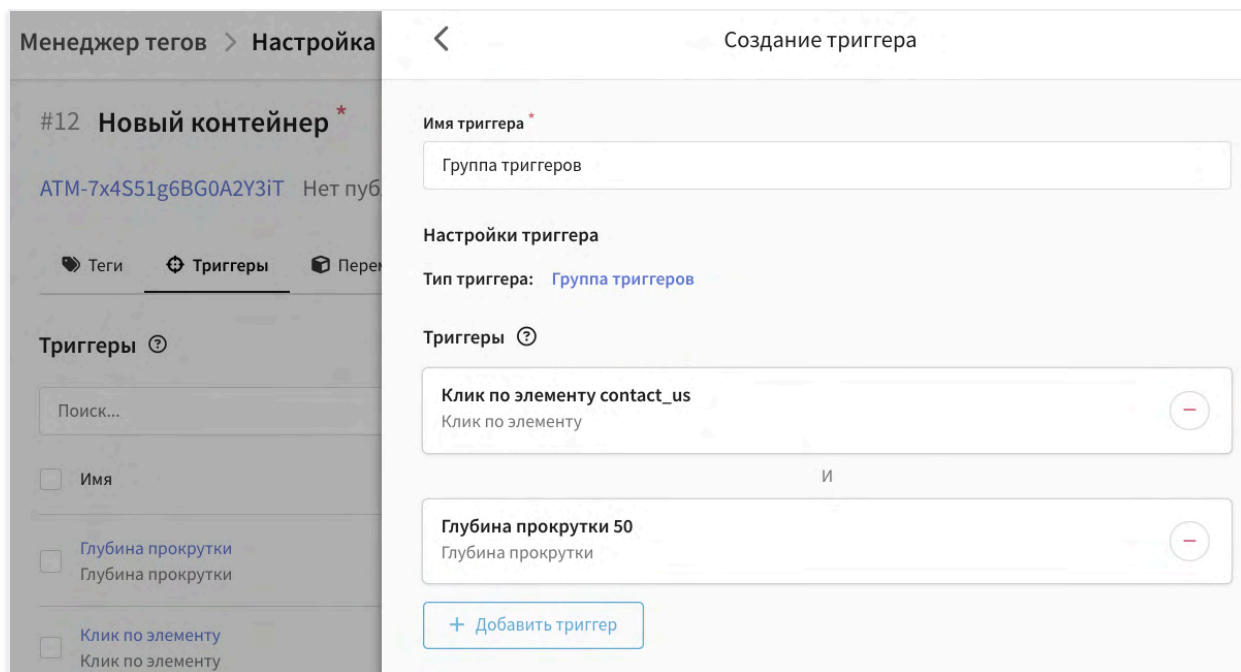 Менеджер тегов > Настройка
#12 Новый контейнер *
ATM-7x4S51g6BG0A2Y3iT Нет пуб
Теги Триггеры Перем
Триггеры ?
Поиск...
Имя
Глубина прокрутки
Глубина прокрутки
Клик по элементу
Клик по элементу
Создание триггера
Имя триггера *
Группа триггеров
Настройки триггера
Тип триггера: Группа триггеров
Триггеры ?
Клик по элементу contact_us
Клик по элементу
И
Глубина прокрутки 50
Глубина прокрутки
+ Добавить триггер